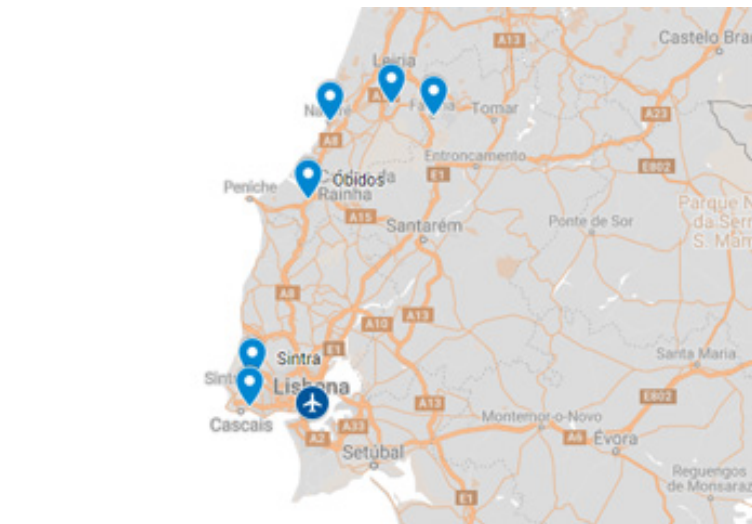 A13
Castelo Bra
Leiria
Tomar
A23
A8
Entroncamento
E802
E1
Óbidos
Peniche
Rainha
Parque N
da Serr
S. Mam
A15
Ponte de Sor
Santarém
A8
A10
A13
E1
Sintra
Santa Maria
Lisbona
E802
A13
Montemor-o-Novo
Cascais
A33
A2
A6
Évora
Setúbal
Reguengos
de Monsaraz
E1